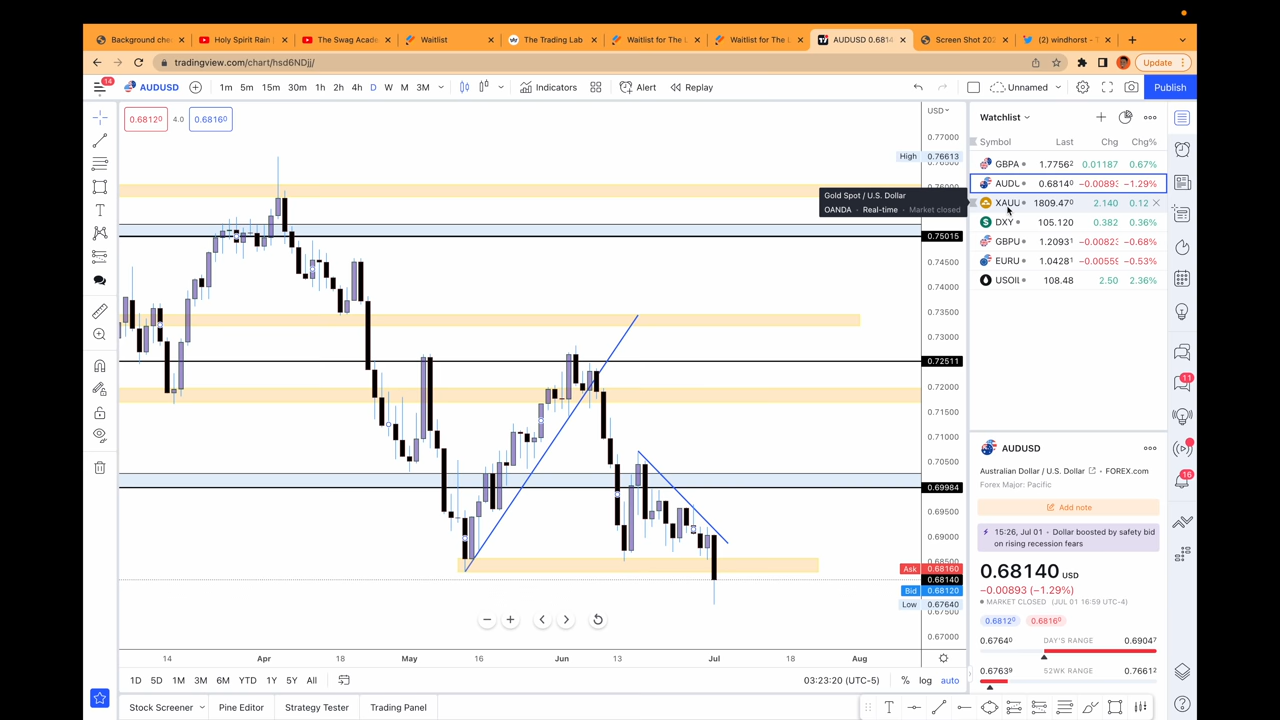 Background che
Holy Spirit Rain |
The Swag Acade
Waitlist
The Trading Lab
Waitlist for The L
Waitlist for The L
AUDUSD 0.6814
Screen Shot 202
(2) windhorst - T
tradingview.com/chart/hsd6NDjj/
Update
14
AUDUSD
1m 5m 15m 30m 1h 2h 4h D W M 3M
Indicators
Alert
Replay
Unnamed
Publish
0.68120 4.0 0.68160
USD
0.77000
High 0.76613
0.75015
0.74500
0.74000
0.73500
0.73000
0.72511
0.72000
0.71500
0.71000
0.70500
0.69984
0.69500
0.69000
Ask 0.68160
0.68140
Bid 0.68120
Low 0.67640
0.67000
14 Apr 18 May 16 Jun 13 Jul 18 Aug
1D 5D 1M 3M 6M YTD 1Y 5Y All
03:23:20 (UTC-5)
% log auto
Stock Screener
Pine Editor
Strategy Tester
Trading Panel
Gold Spot / U.S. Dollar
OANDA • Real-time • Market closed
Watchlist
Symbol Last Chg Chg%
GBPA 1.77562 0.01187 0.67%
AUDU 0.68140 −0.00893 −1.29%
XAUU 1809.470 2.140 0.12
DXY 105.120 0.382 0.36%
GBPU 1.20931 −0.00823 −0.68%
EURU 1.04281 −0.00559 −0.53%
USOIL 108.48 2.50 2.36%
AUDUSD
Australian Dollar / U.S. Dollar • FOREX.com
Forex Major: Pacific
Add note
15:26, Jul 01 • Dollar boosted by safety bid
on rising recession fears
0.68140 USD
−0.00893 (−1.29%)
MARKET CLOSED (JUL 01 16:59 UTC-4)
0.68120 0.68160
0.67640 DAY'S RANGE 0.69047
0.67639 52WK RANGE 0.76612
11
16